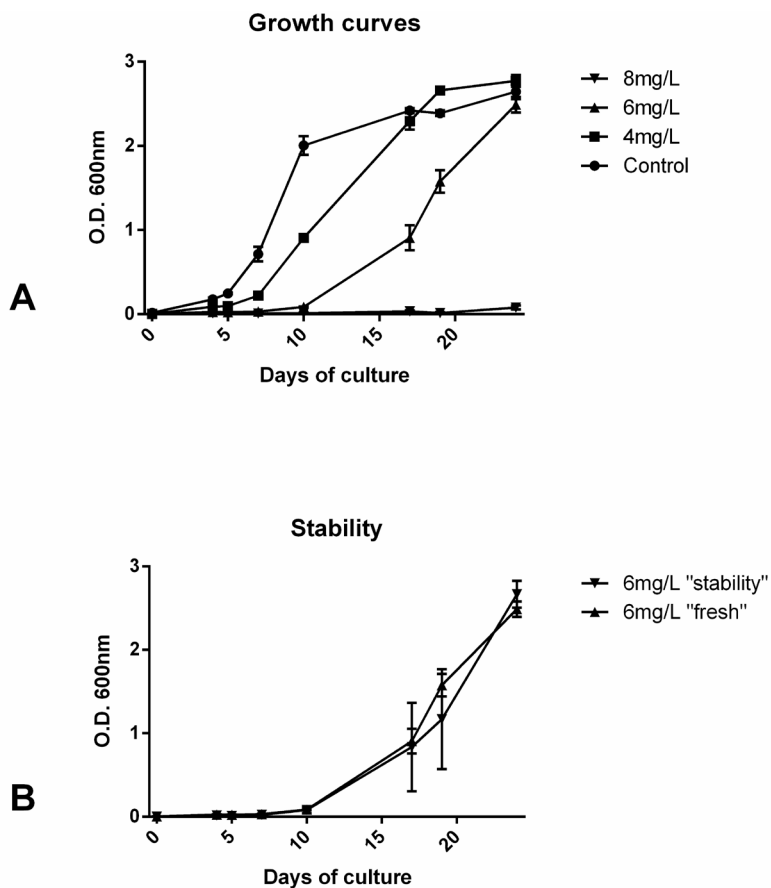 Growth curves
3
2
1
0
O.D. 600nm
0
5
10
15
20
Days of culture
8mg/L
6mg/L
4mg/L
Control
A
Stability
3
2
1
0
O.D. 600nm
0
5
10
15
20
Days of culture
6mg/L "stability"
6mg/L "fresh"
B